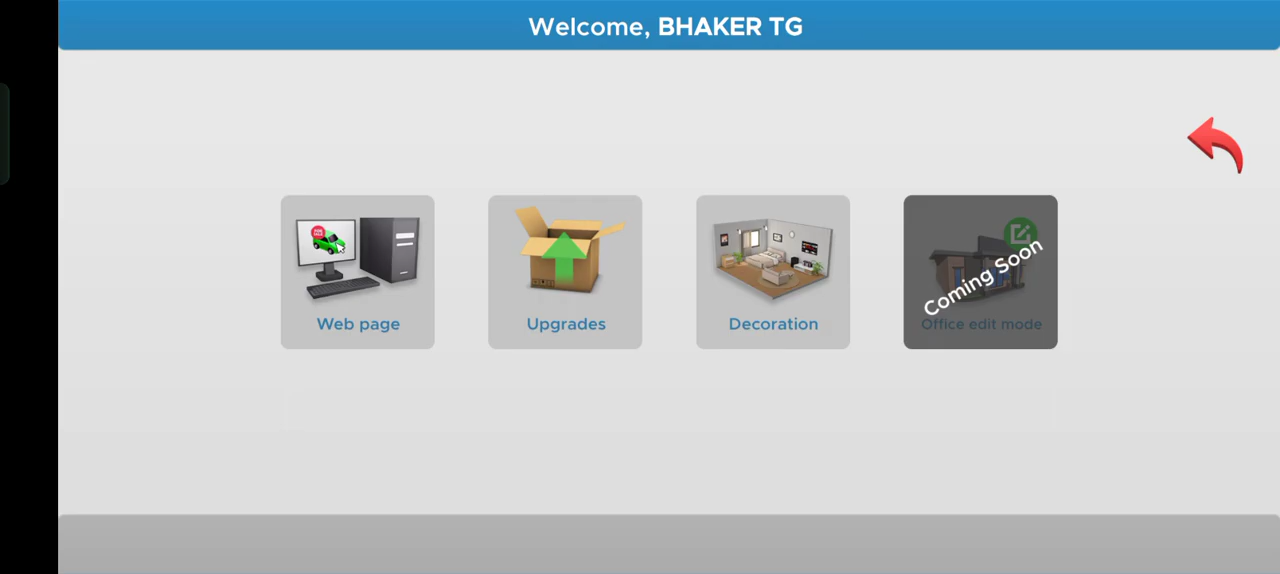 Welcome, BHAKER TG
Web page
Upgrades
Decoration
Coming Soon
Office edit mode